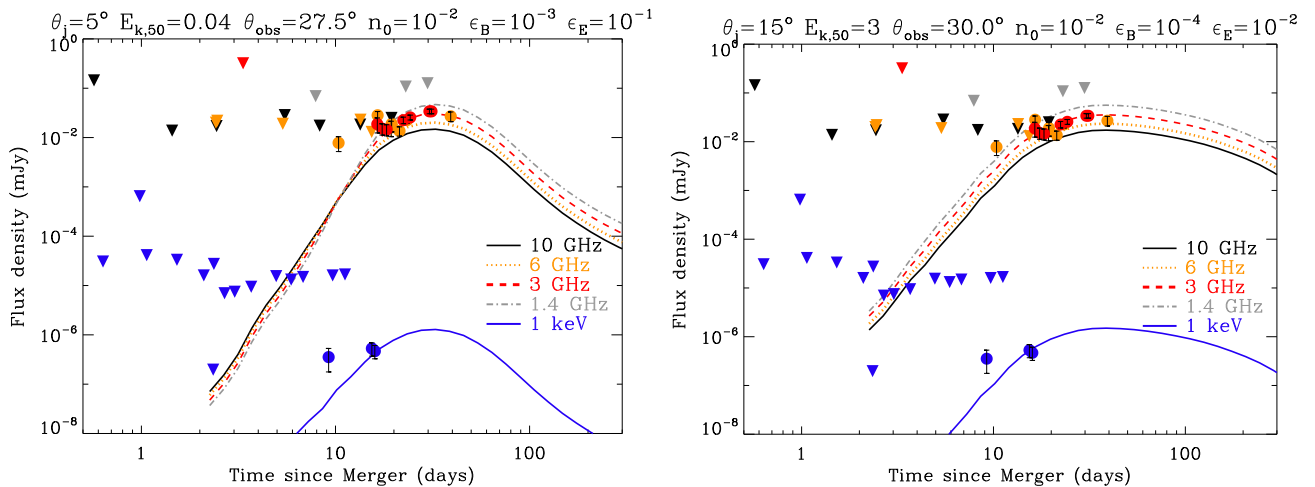 θj=5° Ek,50=0.04 θobs=27.5° n0=10-2 ϵB=10-3 ϵE=10-1
100
10-2
10-4
10-6
10-8
Flux density (mJy)
10 GHz
6 GHz
3 GHz
1.4 GHz
1 keV
1 10 100
Time since Merger (days)
θj=15° Ek,50=3 θobs=30.0° n0=10-2 ϵB=10-4 ϵE=10-2
100
10-2
10-4
10-6
10-8
Flux density (mJy)
10 GHz
6 GHz
3 GHz
1.4 GHz
1 keV
1 10 100
Time since Merger (days)